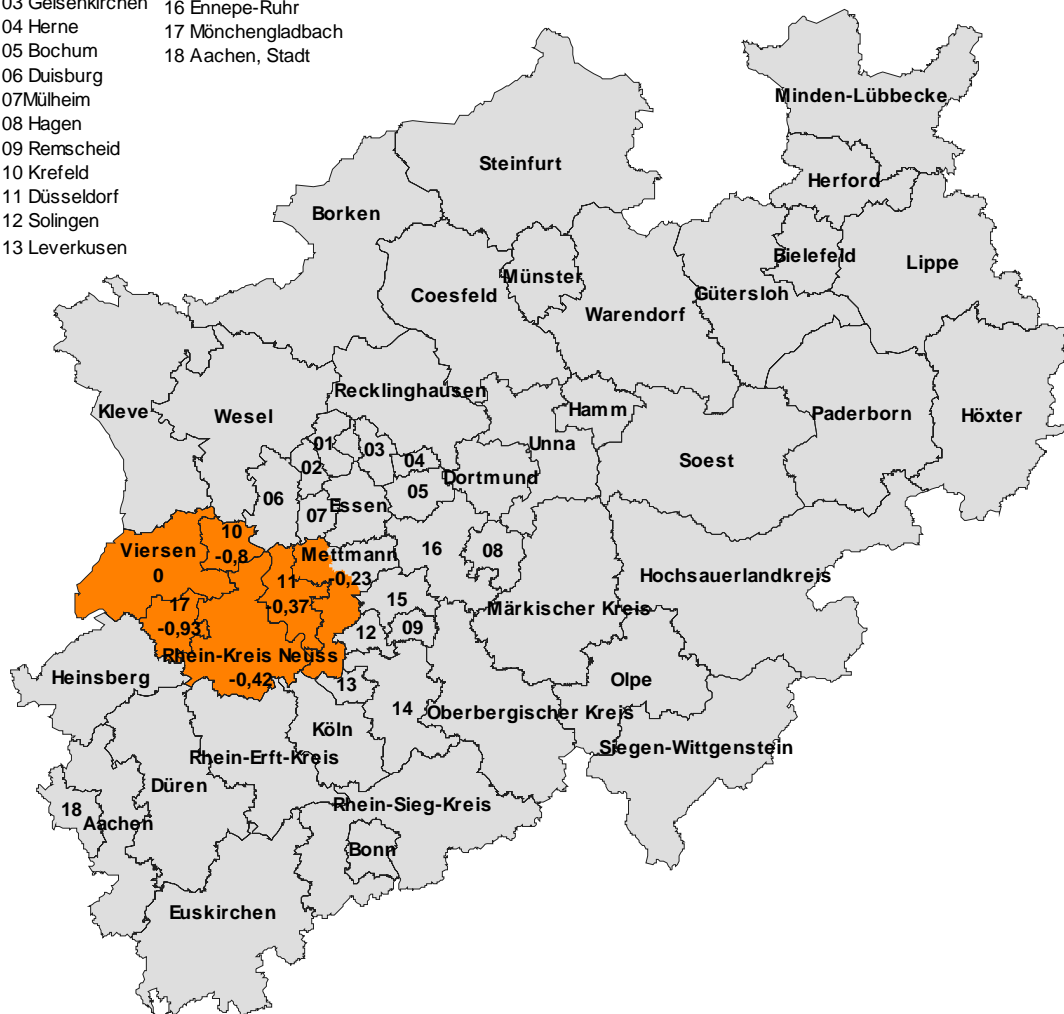 03 Gelsenkirchen
04 Herne
05 Bochum
06 Duisburg
07Mülheim
08 Hagen
09 Remscheid
10 Krefeld
11 Düsseldorf
12 Solingen
13 Leverkusen
16 Ennepe-Ruhr
17 Mönchengladbach
18 Aachen, Stadt
Minden-Lübbecke
Steinfurt
Herford
Borken
Bielefeld
Lippe
Münster
Coesfeld
Gütersloh
Warendorf
Recklinghausen
Kleve
Wesel
Hamm
Paderborn
Höxter
01
03
Unna
Soest
04
02
Dortmund
05
06
Essen
07
10
-0,8
Viersen
0
Mettmann
-0,23
16
08
Hochsauerlandkreis
11
-0,37
15
17
-0,93
Märkischer Kreis
12
09
Rhein-Kreis Neuss
-0,42
Heinsberg
13
Olpe
14
Oberbergischer Kreis
Köln
Siegen-Wittgenstein
Rhein-Erft-Kreis
Düren
Rhein-Sieg-Kreis
18
Aachen
Bonn
Euskirchen